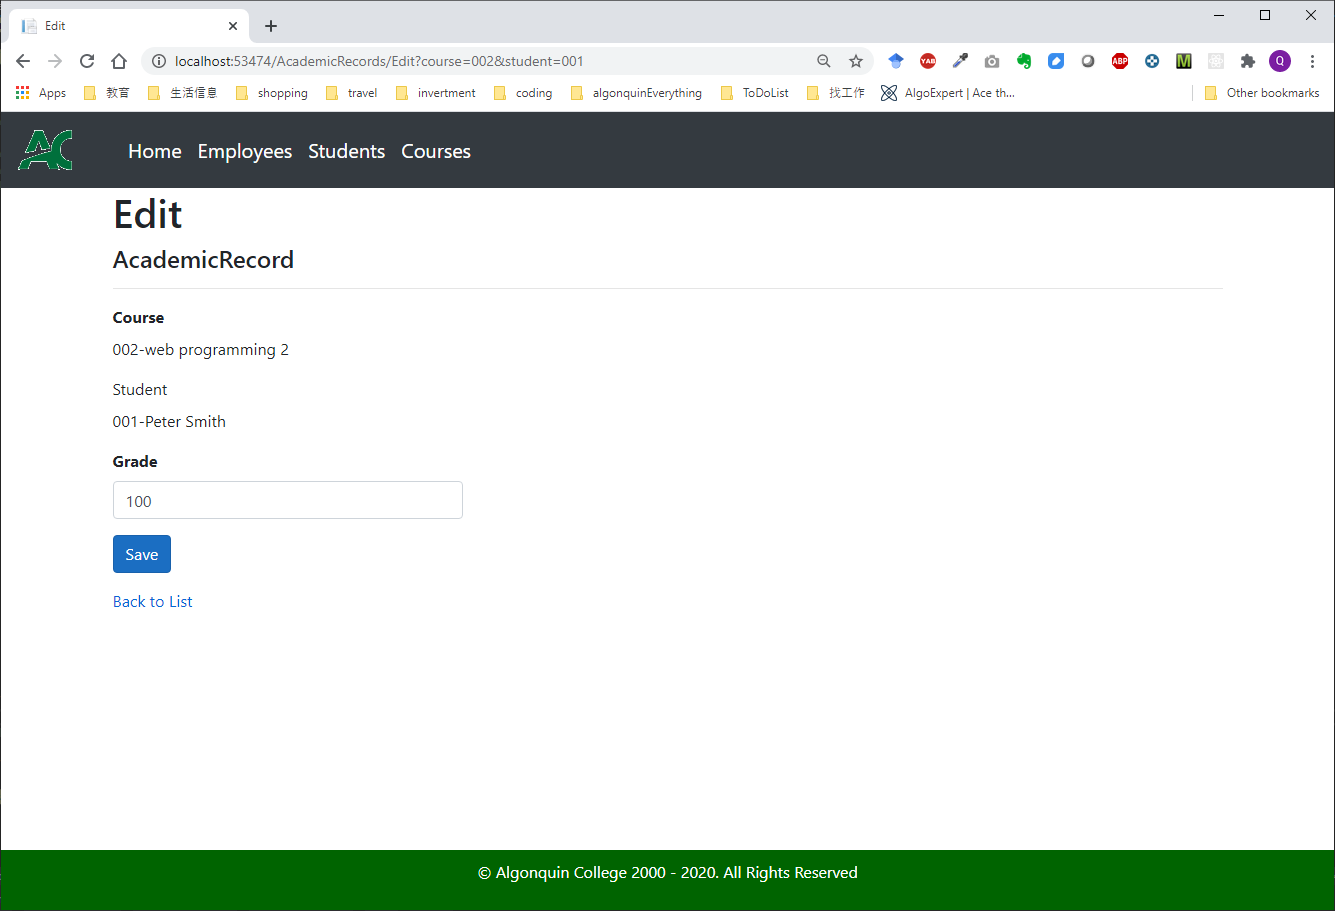 Edit
localhost:53474/AcademicRecords/Edit?course=002&student=001
YAB
ABP
M
Q
Apps
教育
生活信息
shopping
travel
invertment
coding
algonquinEverything
ToDoList
找工作
AlgoExpert | Ace th...
Other bookmarks
AC
Home Employees Students Courses
Edit
AcademicRecord
Course
002-web programming 2
Student
001-Peter Smith
Grade
100
Save
Back to List
© Algonquin College 2000 - 2020. All Rights Reserved